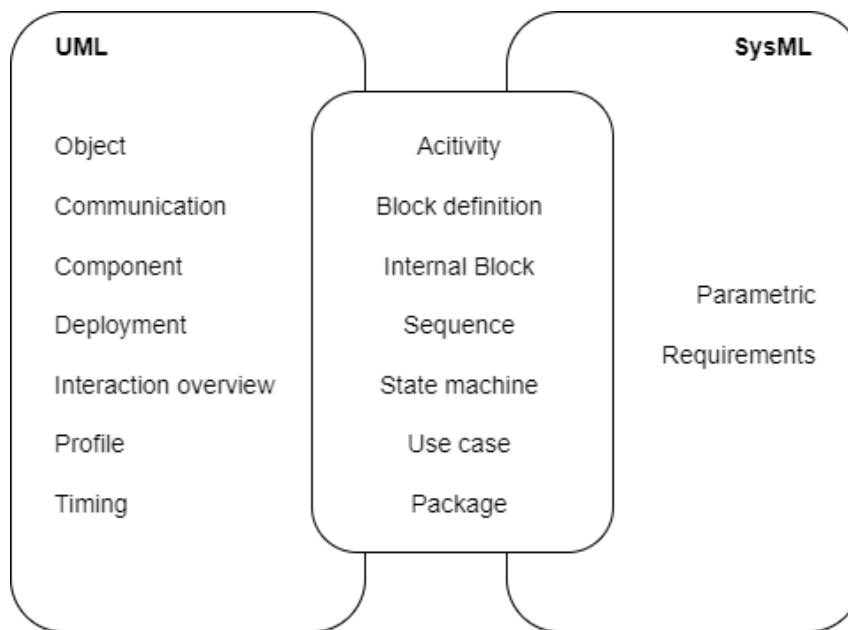 UML
SysML
Object
Communication
Component
Deployment
Interaction overview
Profile
Timing
Acitivity
Block definition
Internal Block
Sequence
State machine
Use case
Package
Parametric
Requirements